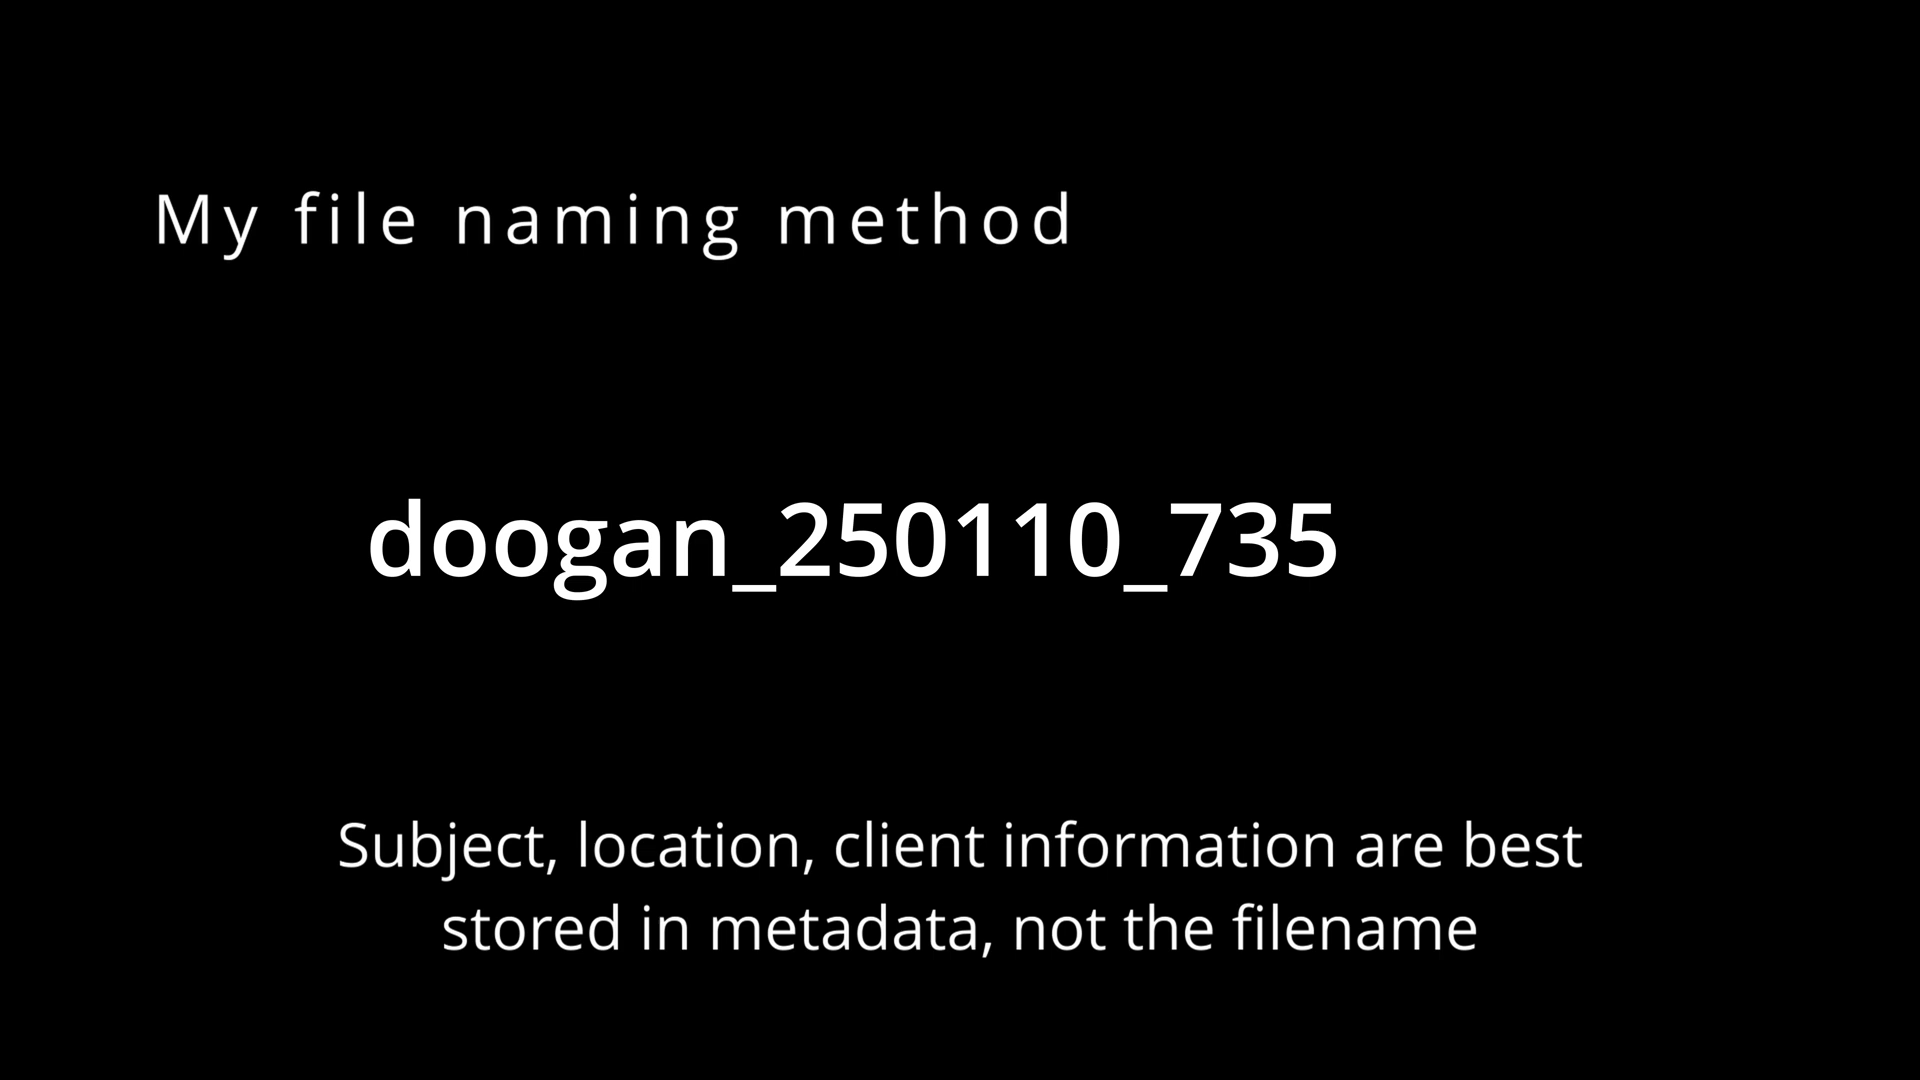 My file naming method
doogan_250110_735
Subject, location, client information are best
stored in metadata, not the filename